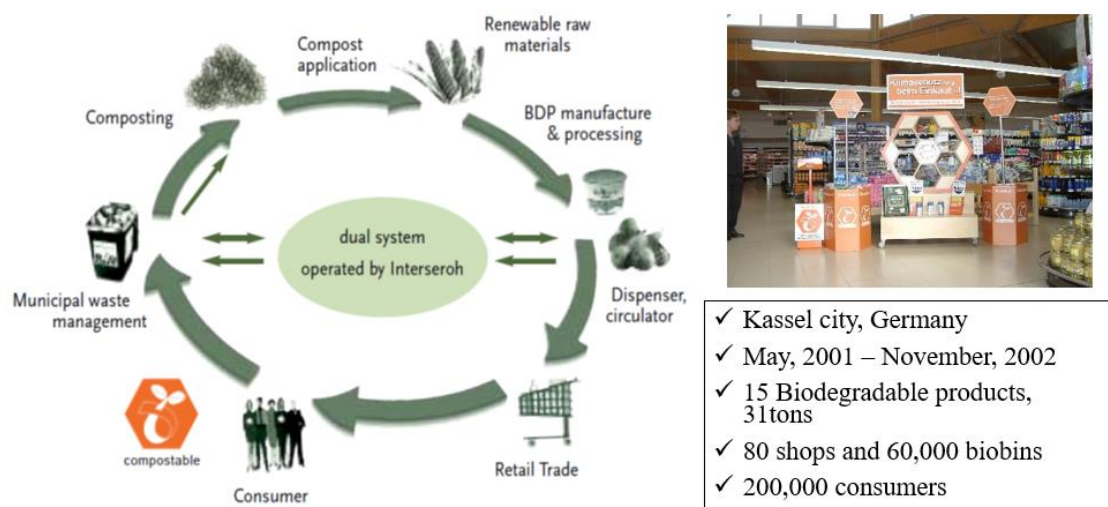 Renewable raw
materials
Compost
application
Composting
BDP manufacture
& processing
dual system
operated by Interseroh
Municipal waste
management
Dispenser,
circulator
compostable
Consumer
Retail Trade
beim Einkauf
✓ Kassel city, Germany
✓ May, 2001 – November, 2002
✓ 15 Biodegradable products,
31tons
✓ 80 shops and 60,000 biobins
✓ 200,000 consumers